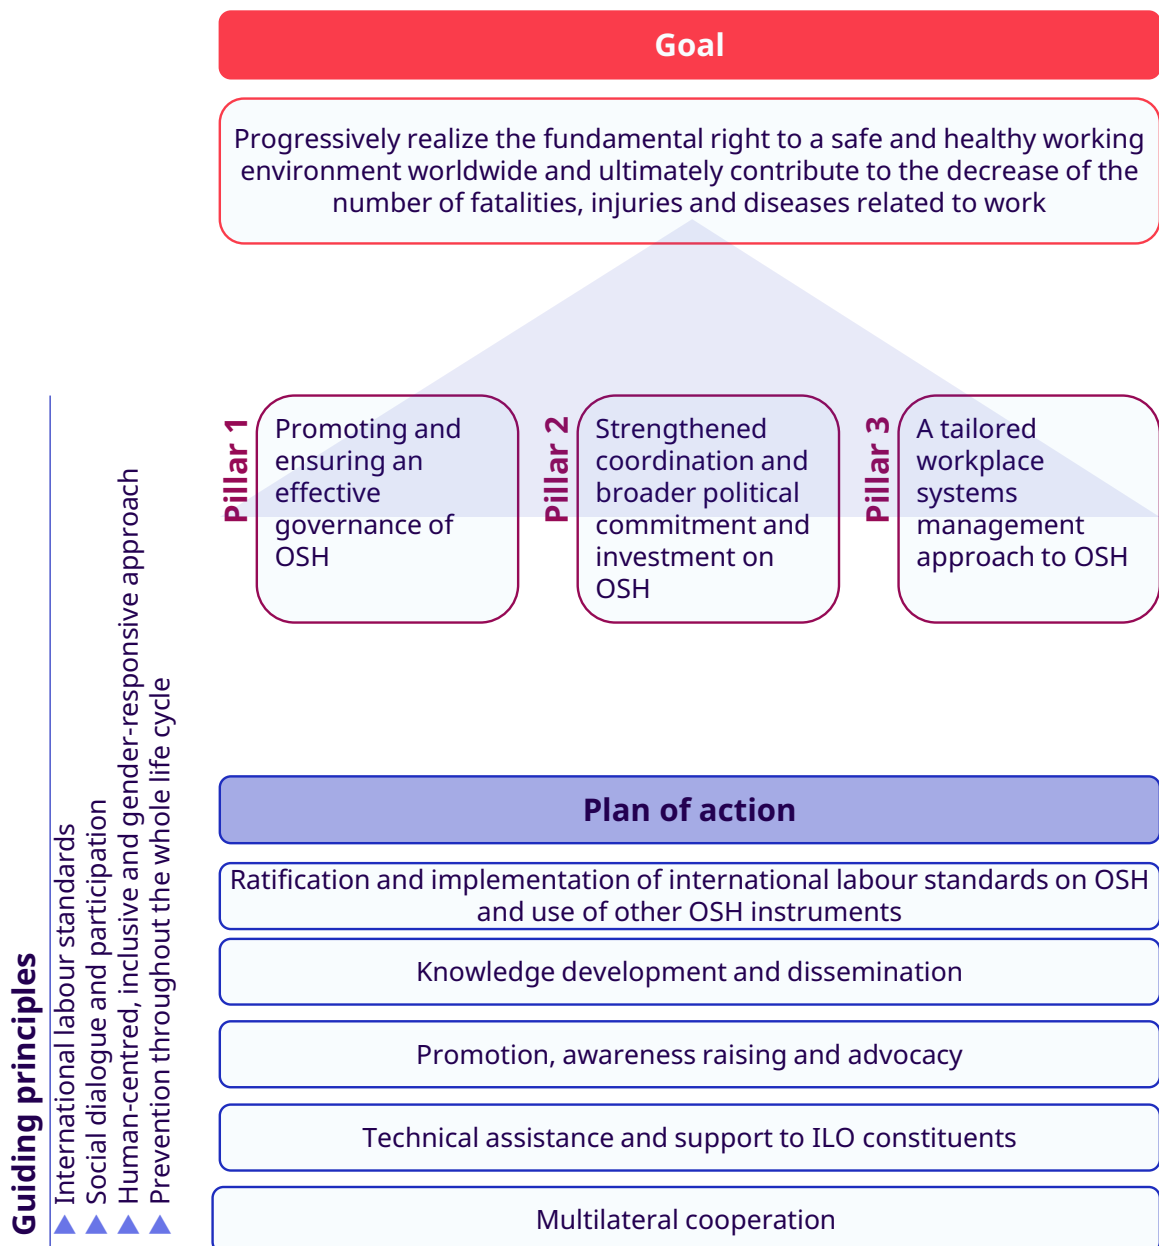 Goal
Progressively realize the fundamental right to a safe and healthy working
environment worldwide and ultimately contribute to the decrease of the
number of fatalities, injuries and diseases related to work
Pillar 1
Promoting and
ensuring an
effective
governance of
OSH
Pillar 2
Strengthened
coordination and
broader political
commitment and
investment on
OSH
Pillar 3
A tailored
workplace
systems
management
approach to OSH
Guiding principles
International labour standards
Social dialogue and participation
Human-centred, inclusive and gender-responsive approach
Prevention throughout the whole life cycle
Plan of action
Ratification and implementation of international labour standards on OSH
and use of other OSH instruments
Knowledge development and dissemination
Promotion, awareness raising and advocacy
Technical assistance and support to ILO constituents
Multilateral cooperation